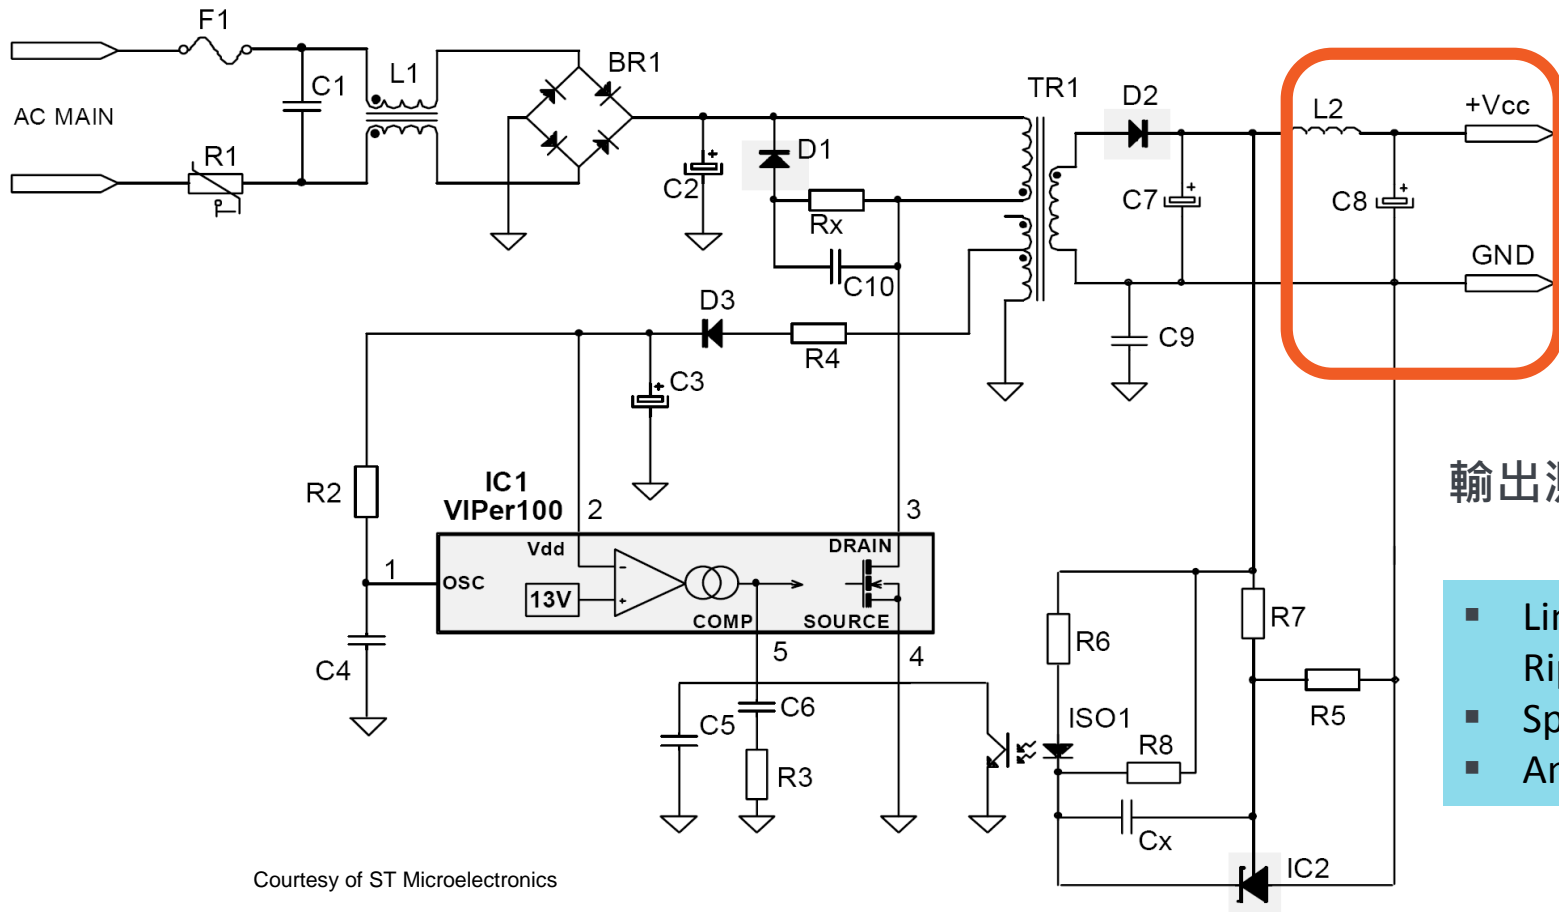 F1
C1
L1
BR1
AC MAIN
R1
T°
C2
D1
Rx
C10
TR1
D2
C7
L2
C8
+Vcc
GND
C9
D3
R4
C3
R2
IC1
VIPer100
2
3
Vdd
DRAIN
1
OSC
13V
COMP
SOURCE
5
4
C4
C5
C6
R3
ISO1
R6
R7
R5
R8
Cx
IC2
輸出
Courtesy of ST Microelectronics